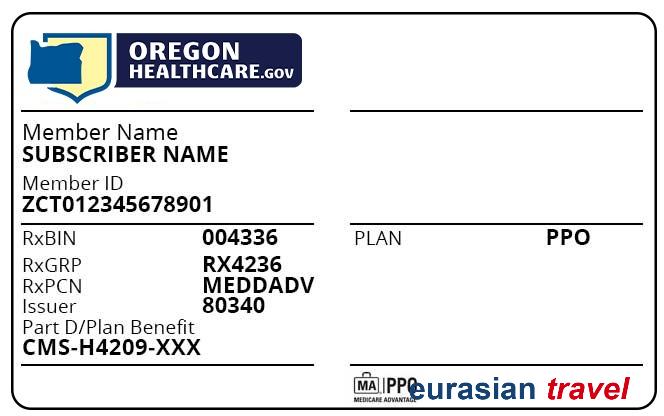 OREGON
HEALTHCARE.GOV
Member Name
SUBSCRIBER NAME
Member ID
ZCT012345678901
RxBIN 004336
PLAN PPO
RxGRP RX4236
RxPCN MEDDADV
Issuer 80340
Part D/Plan Benefit
CMS-H4209-XXX
MA PPO
MEDICARE ADVANTAGE
eurasian travel